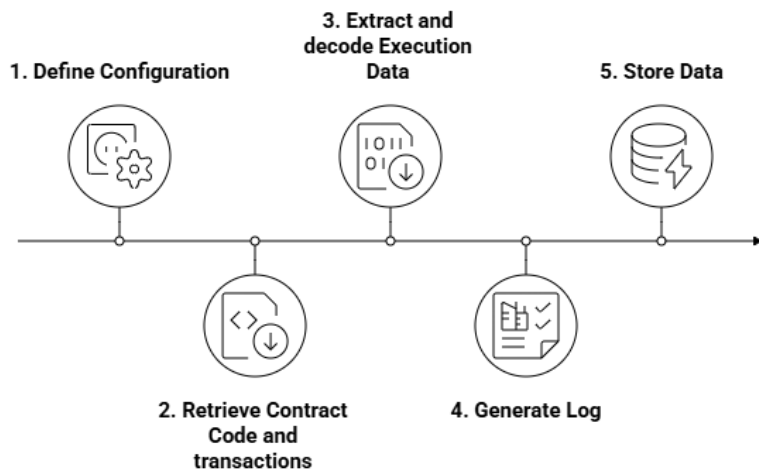 1. Define Configuration
2. Retrieve Contract
Code and
transactions
3. Extract and
decode Execution
Data
4. Generate Log
5. Store Data